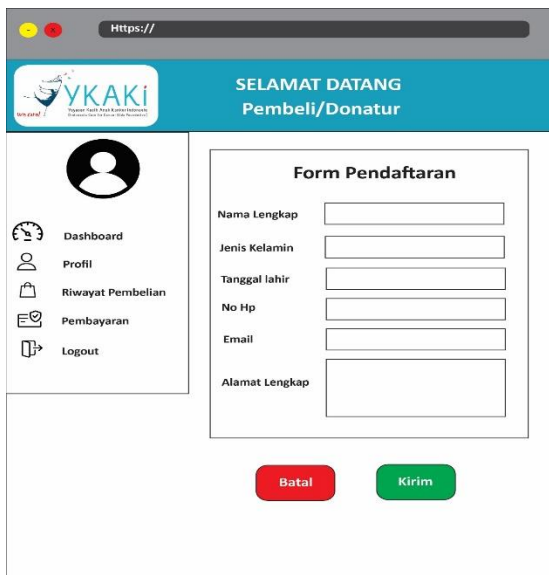 Https://
YKAKI
SELAMAT DATANG
Pembeli/Donatur
Dashboard
Profil
Riwayat Pembelian
Pembayaran
Logout
Form Pendaftaran
Nama Lengkap
Jenis Kelamin
Tanggal lahir
No Hp
Email
Alamat Lengkap
Batal
Kirim